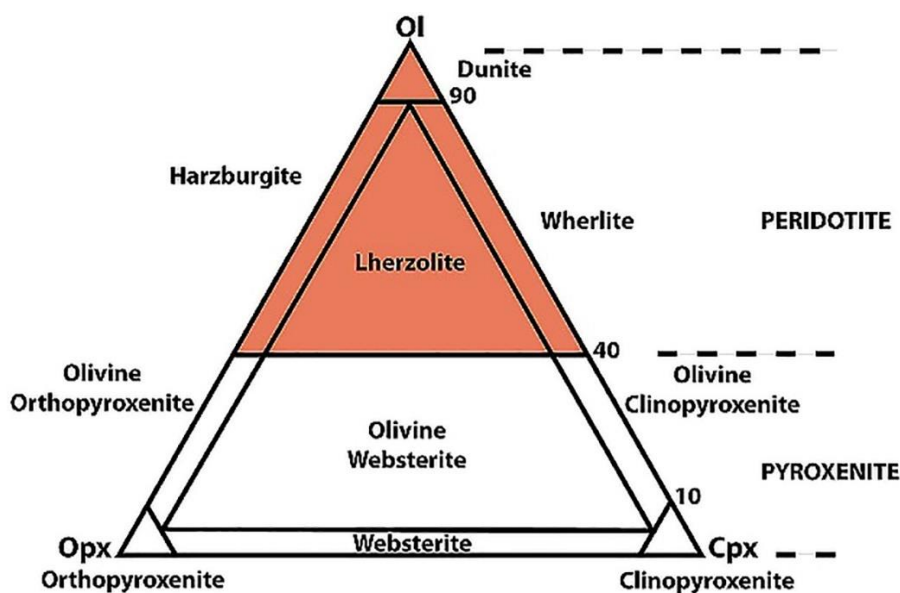 Ol
Dunite
90
Harzburgite
Wherlite
PERIDOTITE
Lherzolite
40
Olivine
Orthopyroxenite
Olivine
Clinopyroxenite
Olivine
Websterite
PYROXENITE
10
Opx
Websterite
Cpx
Orthopyroxenite
Clinopyroxenite